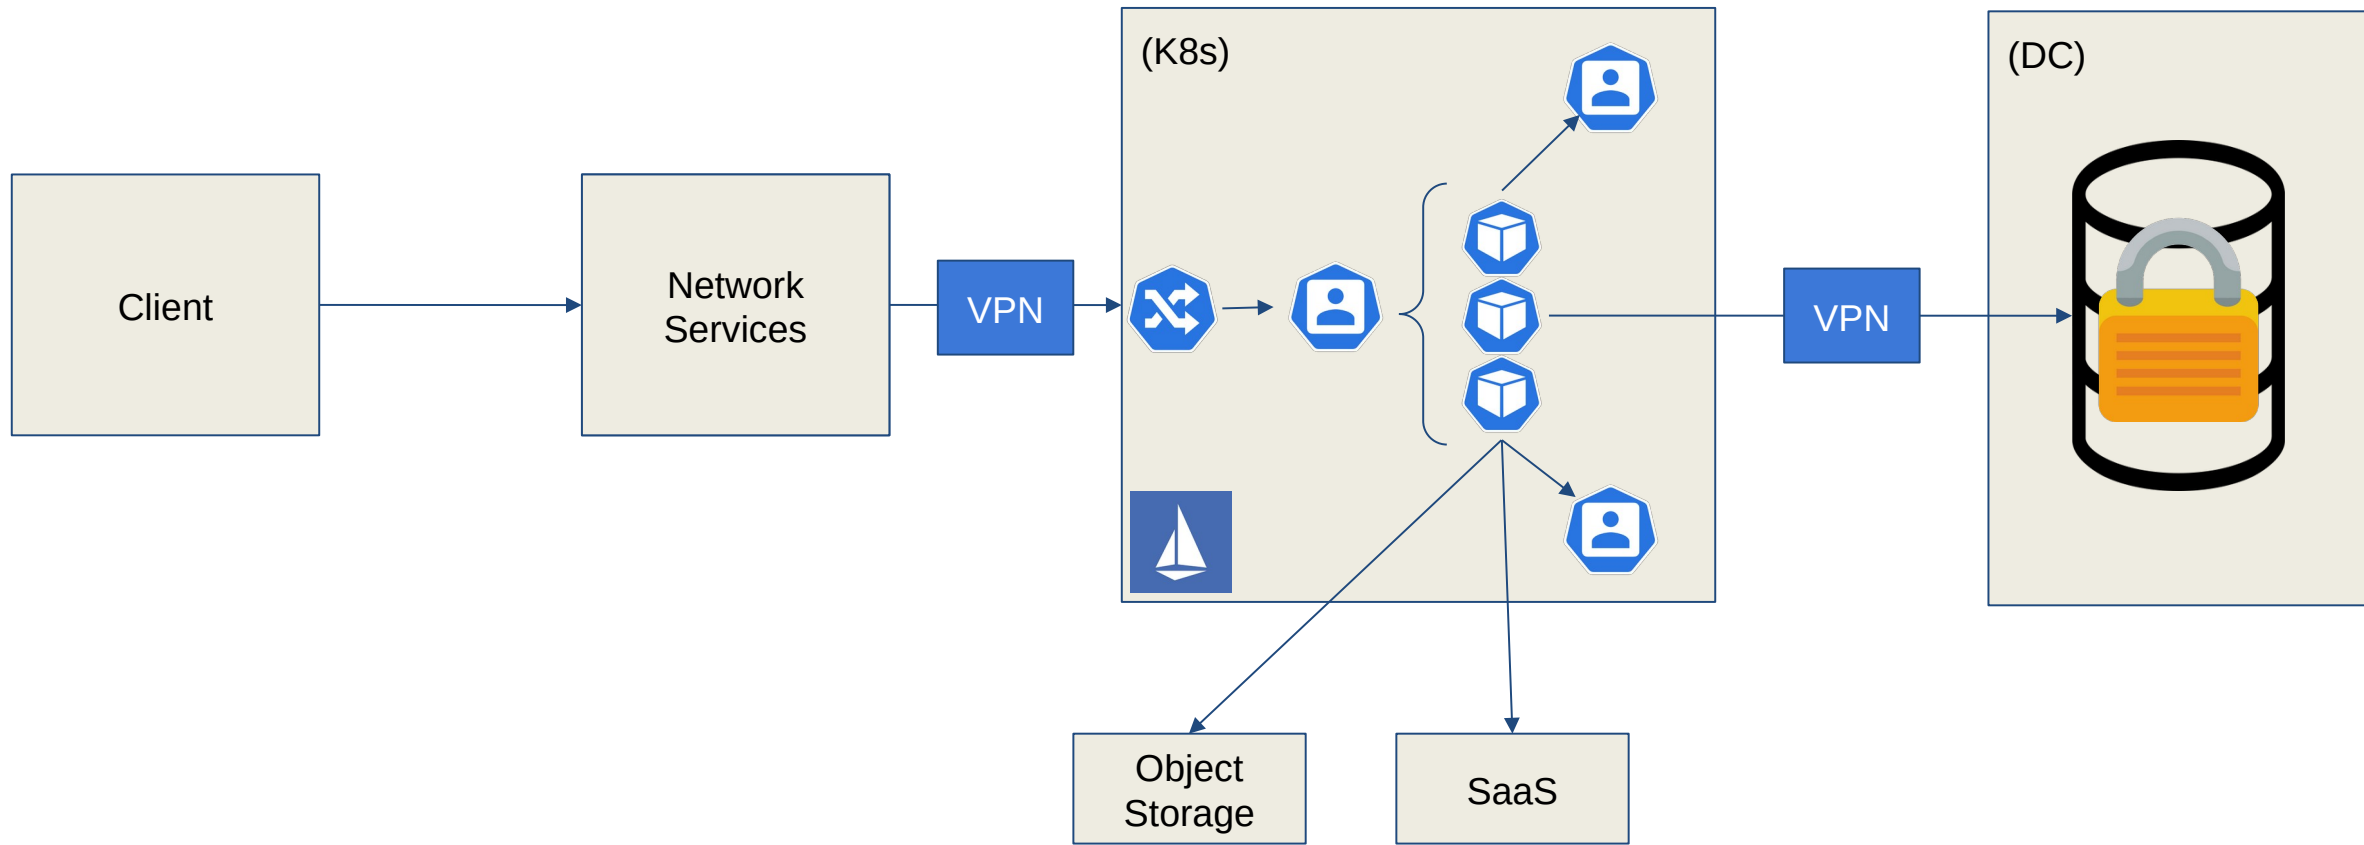 (K8s)
(DC)
Client
Network
Services
VPN
VPN
Object
Storage
SaaS